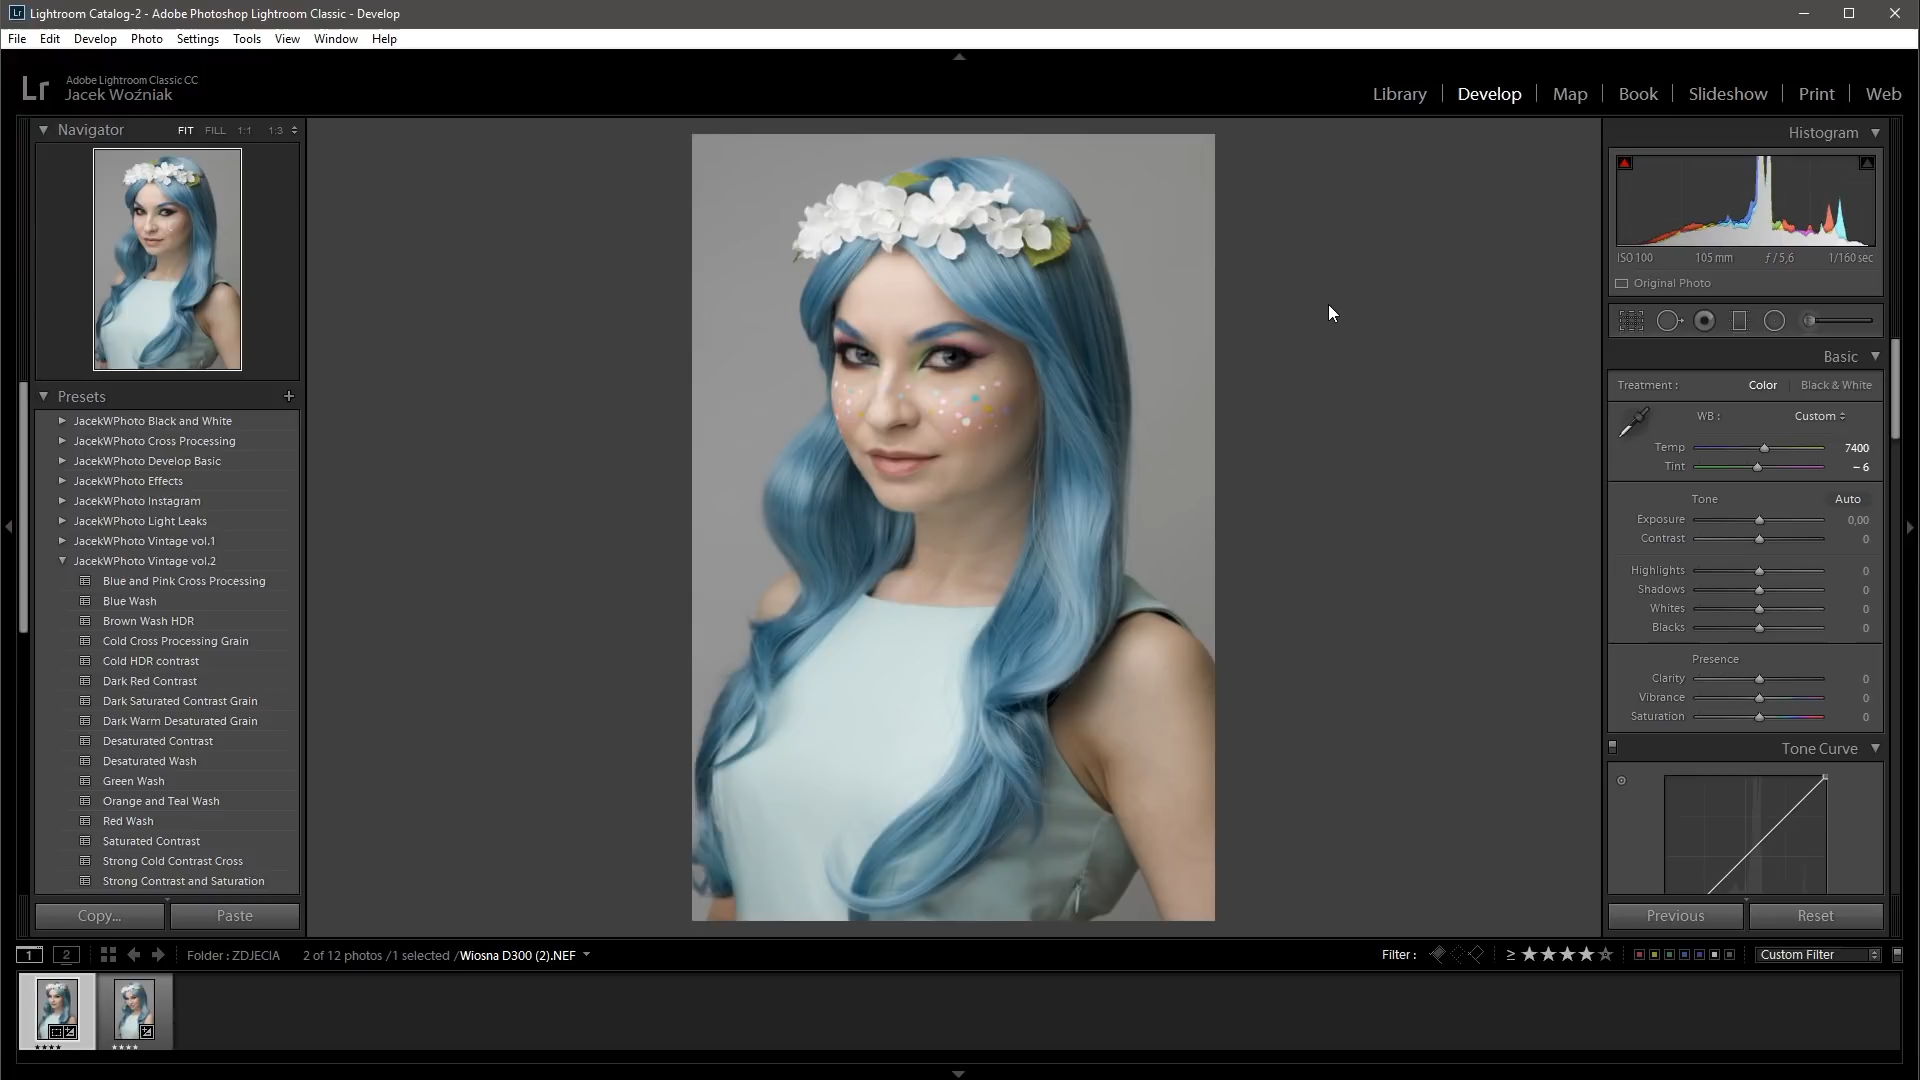 Lr Lightroom Catalog-2 - Adobe Photoshop Lightroom Classic - Develop
File Edit Develop Photo Settings Tools View Window Help
Lr Adobe Lightroom Classic CC
Jacek Woźniak
Library Develop Map Book Slideshow Print Web
Navigator FIT FILL 1:1 1:3
Presets +
JacekWPhoto Black and White
JacekWPhoto Cross Processing
JacekWPhoto Develop Basic
JacekWPhoto Effects
JacekWPhoto Instagram
JacekWPhoto Light Leaks
JacekWPhoto Vintage vol.1
JacekWPhoto Vintage vol.2
Blue and Pink Cross Processing
Blue Wash
Brown Wash HDR
Cold Cross Processing Grain
Cold HDR contrast
Dark Red Contrast
Dark Saturated Contrast Grain
Dark Warm Desaturated Grain
Desaturated Contrast
Desaturated Wash
Green Wash
Orange and Teal Wash
Red Wash
Saturated Contrast
Strong Cold Contrast Cross
Strong Contrast and Saturation
Copy... Paste
Histogram
ISO 100 105 mm ƒ / 5,6 1/160 sec
Original Photo
Basic
Treatment : Color Black & White
WB : Custom
Temp 7400
Tint – 6
Tone Auto
Exposure 0,00
Contrast 0
Highlights 0
Shadows 0
Whites 0
Blacks 0
Presence
Clarity 0
Vibrance 0
Saturation 0
Tone Curve
Previous Reset
1 2 Folder : ZDJECIA 2 of 12 photos /1 selected /Wiosna D300 (2).NEF Filter : ≥ ★★★★☆ Custom Filter
★★★★ ★★★★